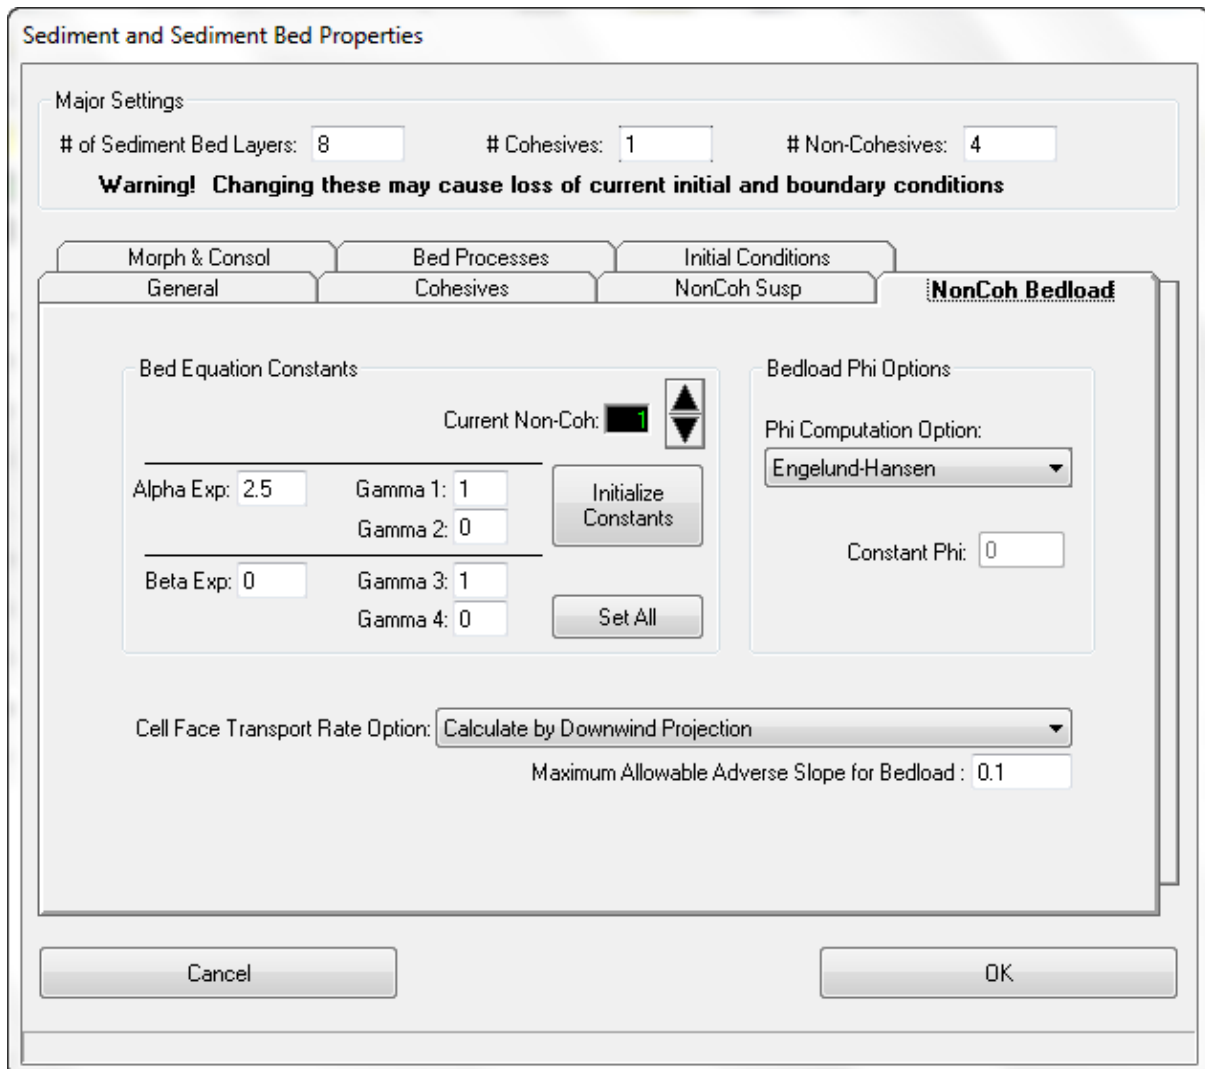 Sediment and Sediment Bed Properties
Major Settings
# of Sediment Bed Layers: 8 # Cohesives: 1 # Non-Cohesives: 4
Warning! Changing these may cause loss of current initial and boundary conditions
Morph & Consol Bed Processes Initial Conditions
General Cohesives NonCoh Susp NonCoh Bedload
Bed Equation Constants
Current Non-Coh: 1
Alpha Exp: 2.5 Gamma 1: 1
Gamma 2: 0
Initialize
Constants
Beta Exp: 0 Gamma 3: 1
Gamma 4: 0 Set All
Bedload Phi Options
Phi Computation Option:
Engelund-Hansen
Constant Phi: 0
Cell Face Transport Rate Option: Calculate by Downwind Projection
Maximum Allowable Adverse Slope for Bedload : 0.1
Cancel OK